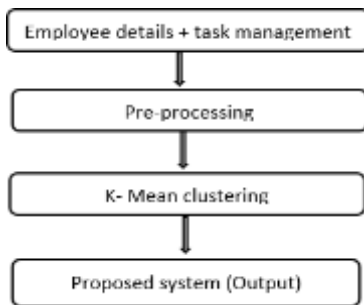 Employee details + task management
Pre-processing
K- Mean clustering
Proposed system (Output)